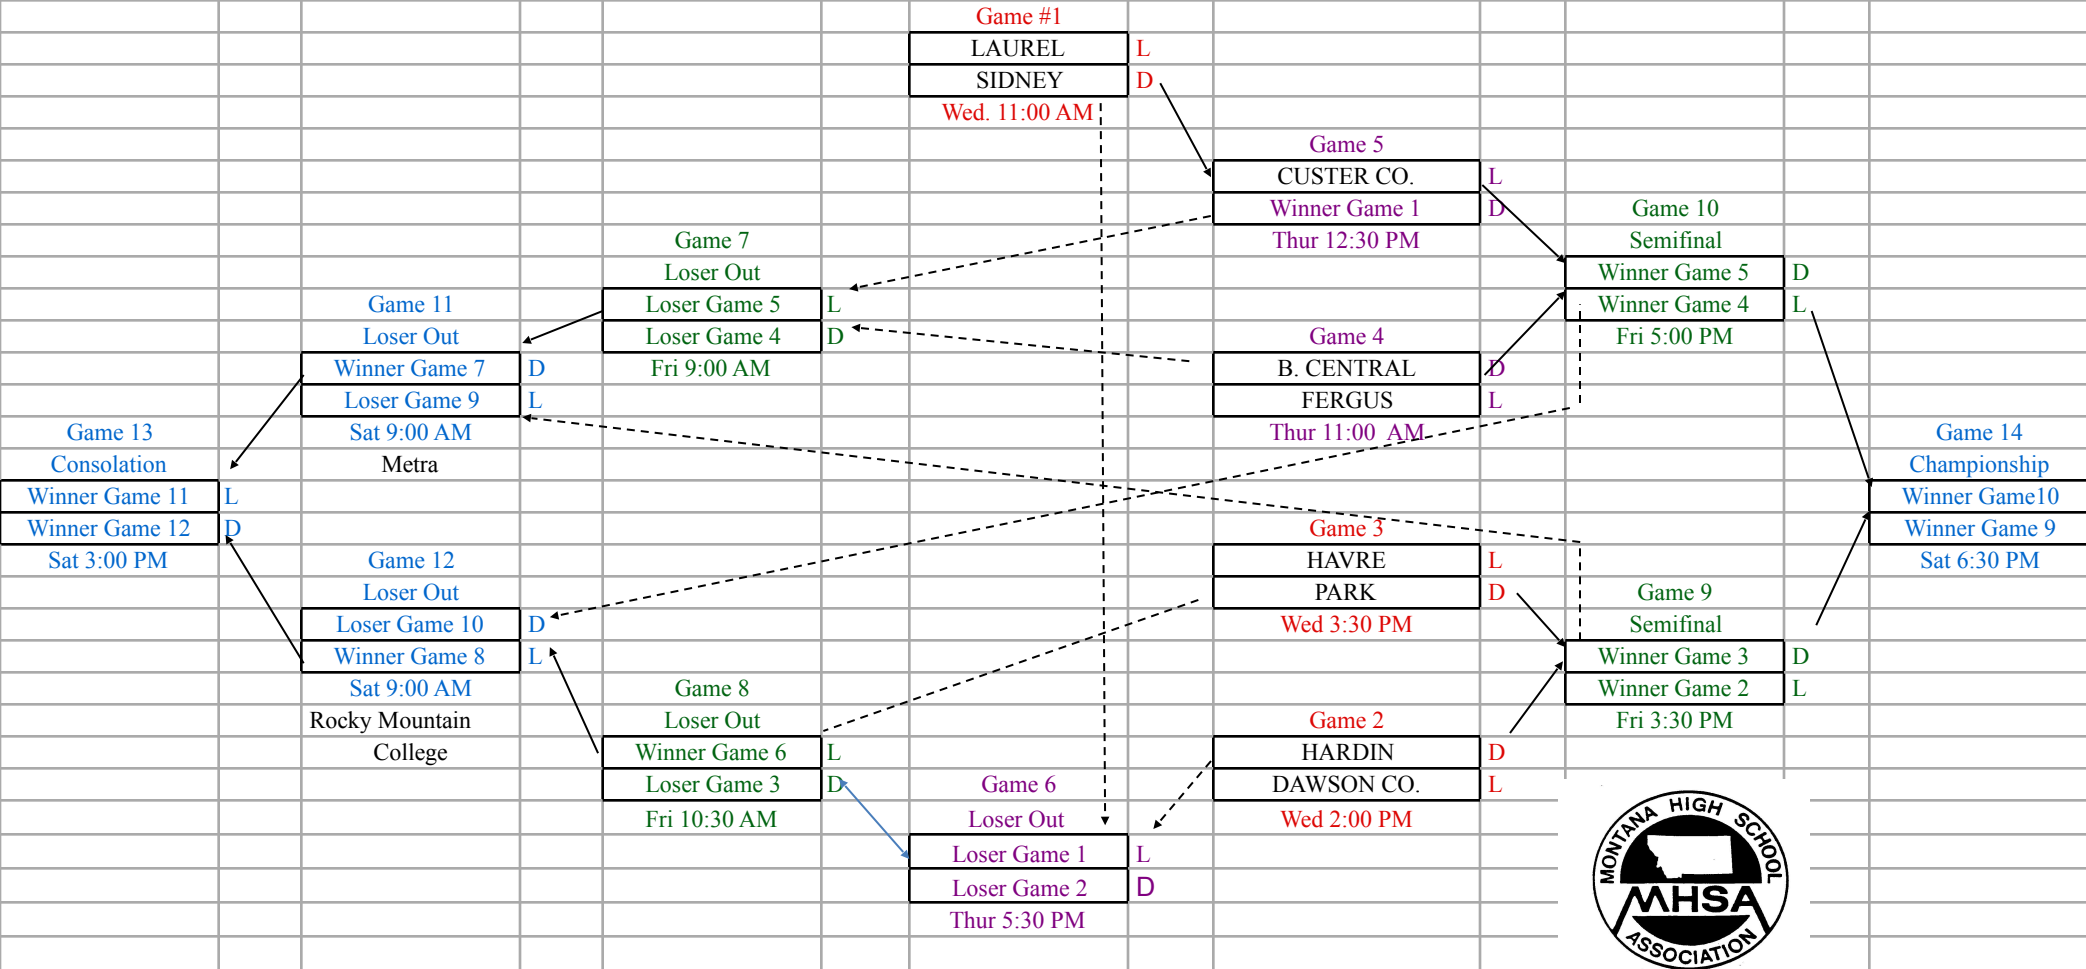 Game #1
LAUREL L
SIDNEY D
Wed. 11:00 AM
Game 5
CUSTER CO. L
Winner Game 1 D
Thur 12:30 PM
Game 10
Semifinal
Winner Game 5 D
Winner Game 4 L
Fri 5:00 PM
Game 7
Loser Out
Loser Game 5 L
Loser Game 4 D
Fri 9:00 AM
Game 11
Loser Out
Winner Game 7 D
Loser Game 9 L
Sat 9:00 AM
Metra
Game 4
B. CENTRAL D
FERGUS L
Thur 11:00 AM
Game 13
Consolation
Winner Game 11 L
Winner Game 12 D
Sat 3:00 PM
Game 14
Championship
Winner Game10
Winner Game 9
Sat 6:30 PM
Game 3
HAVRE L
PARK D
Wed 3:30 PM
Game 12
Loser Out
Loser Game 10 D
Winner Game 8 L
Sat 9:00 AM
Rocky Mountain
College
Game 9
Semifinal
Winner Game 3 D
Winner Game 2 L
Fri 3:30 PM
Game 8
Loser Out
Winner Game 6 L
Loser Game 3 D
Fri 10:30 AM
Game 2
HARDIN D
DAWSON CO. L
Wed 2:00 PM
Game 6
Loser Out
Loser Game 1 L
Loser Game 2 D
Thur 5:30 PM
MONTANA HIGH SCHOOL
MHSA
ASSOCIATION